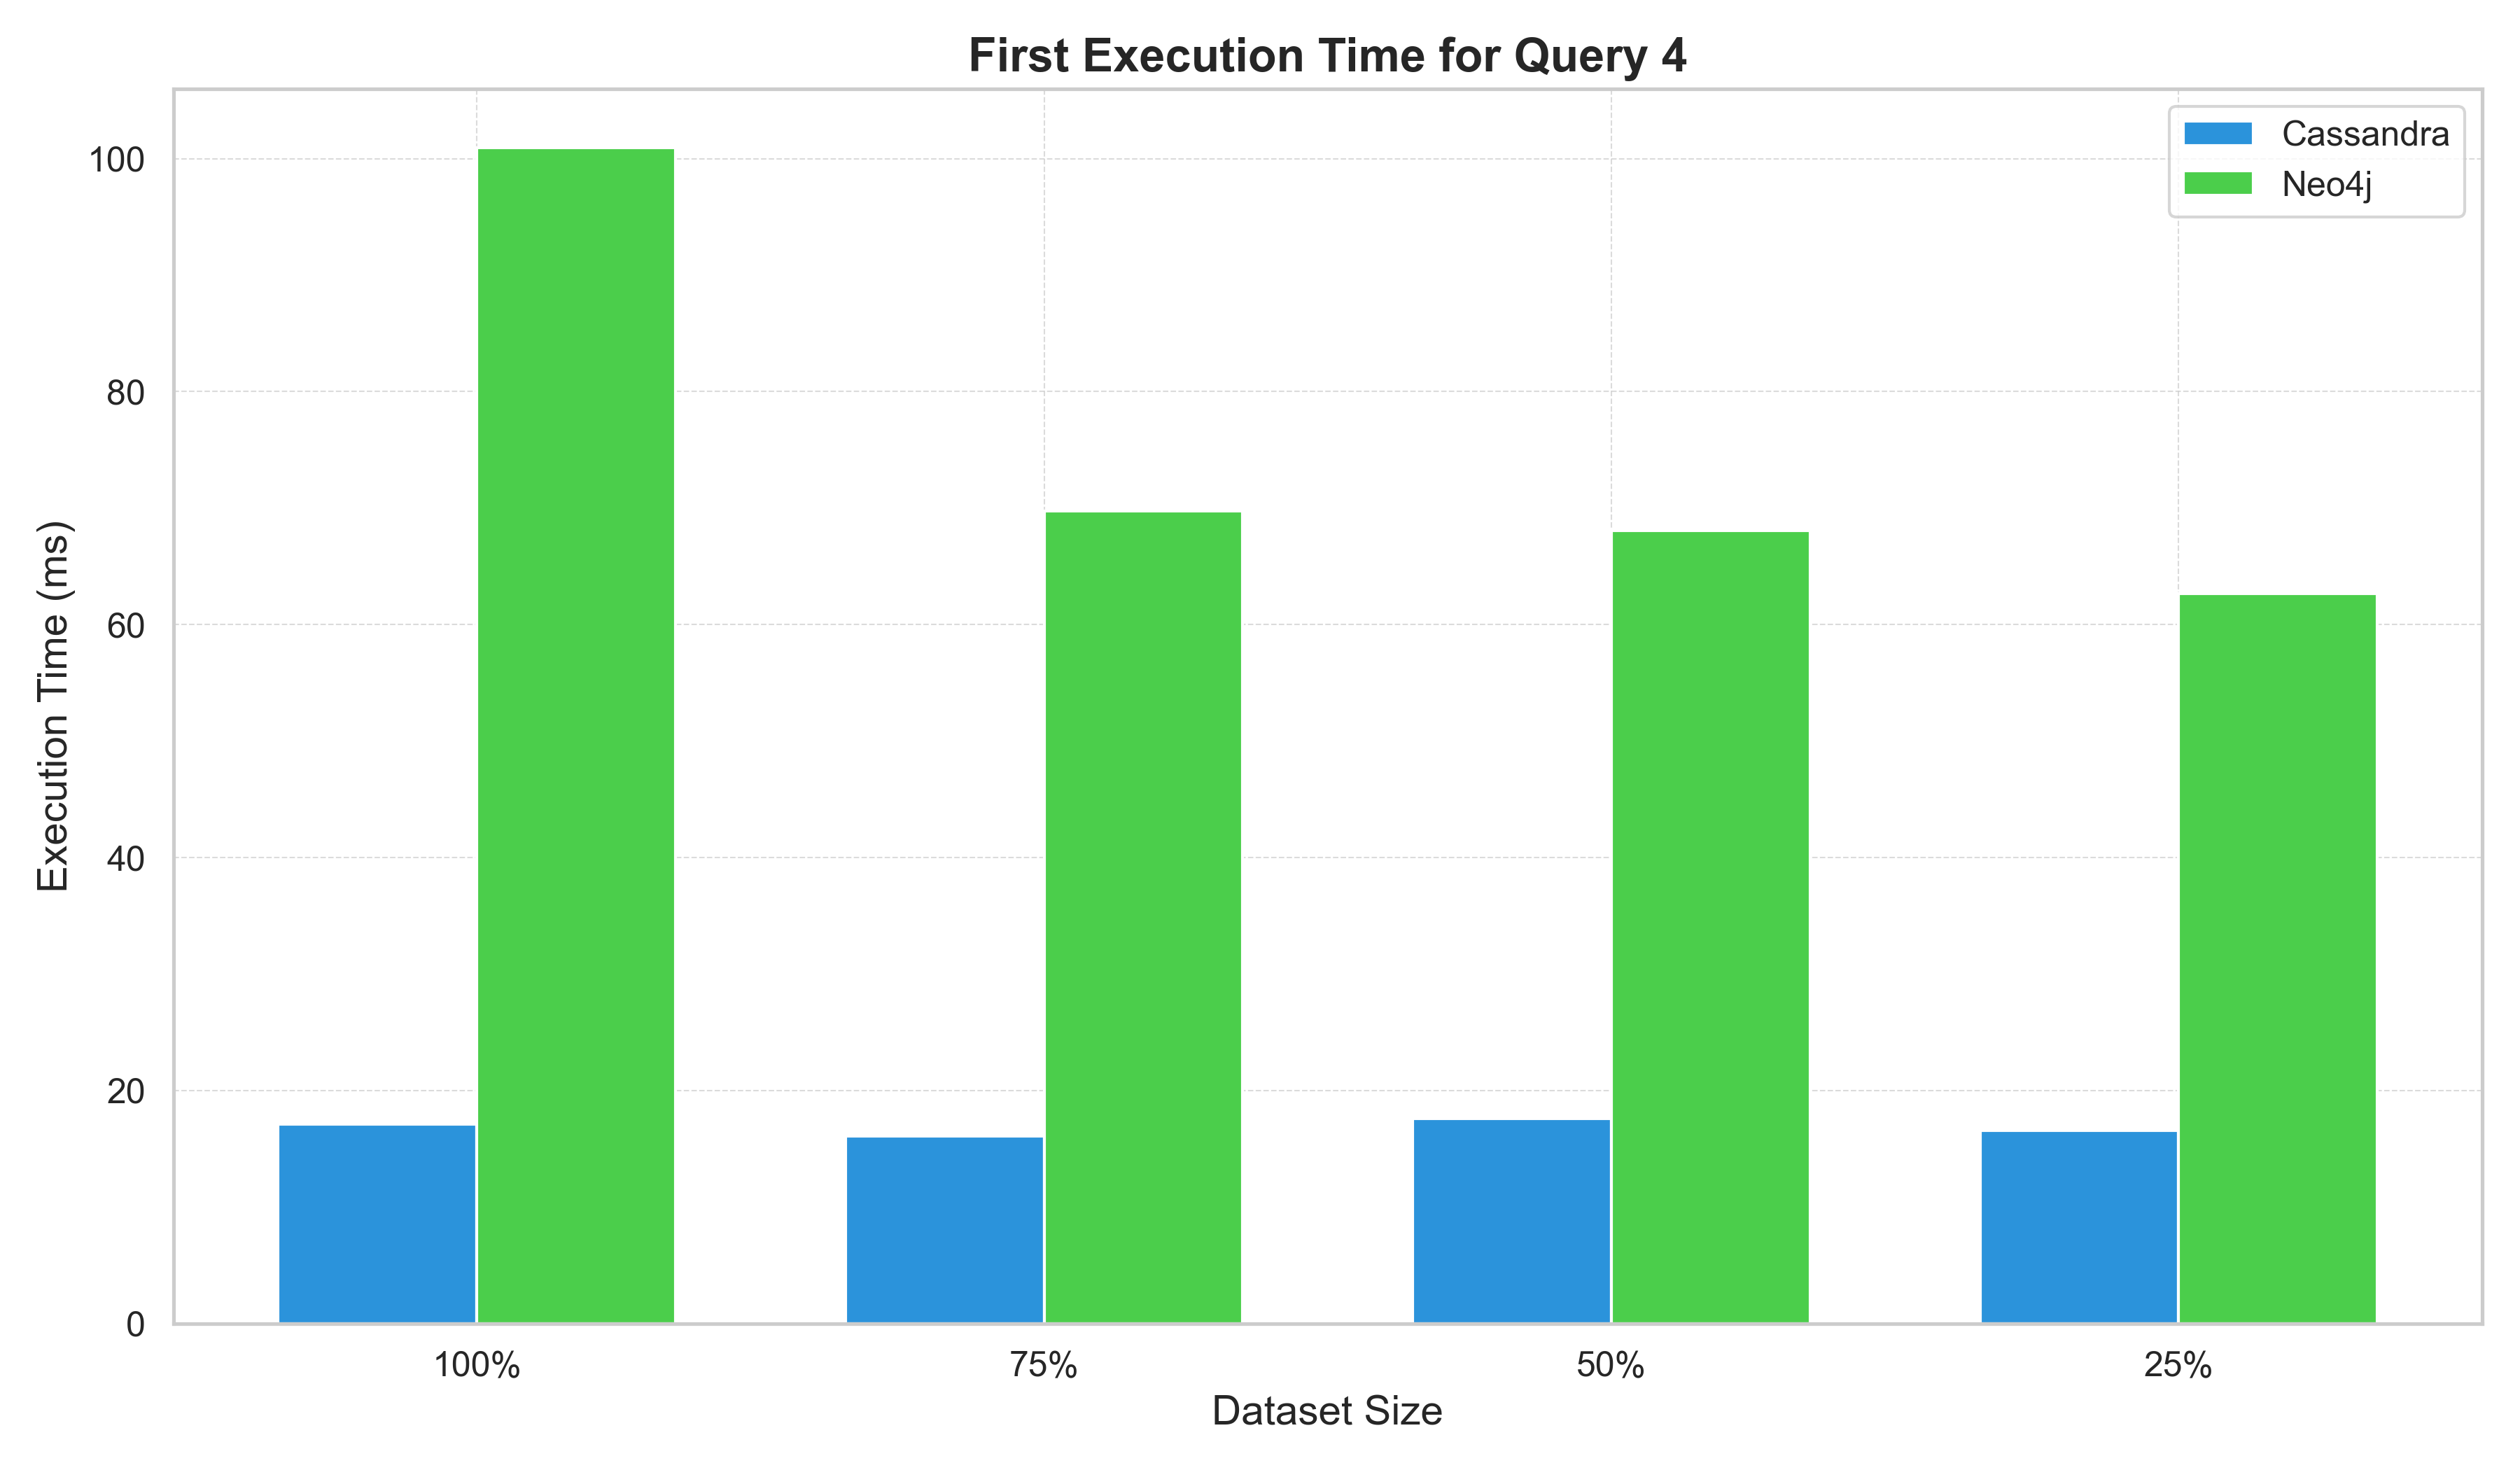 First Execution Time for Query 4
Cassandra
Neo4j
Execution Time (ms)
100
80
60
40
20
0
100%
75%
50%
25%
Dataset Size